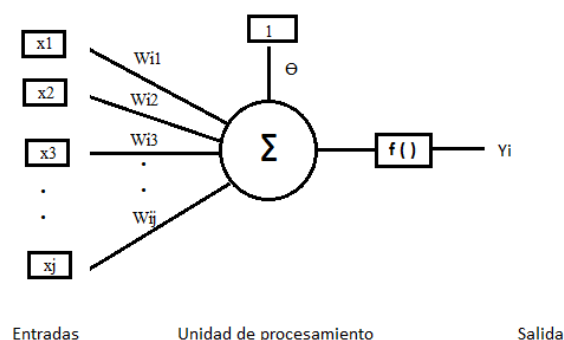 1
x1
Wi1
Ɵ
x2
Wi2
x3
Wi3
Σ
f ( )
Yi
Wij
xj
Entradas
Unidad de procesamiento
Salida